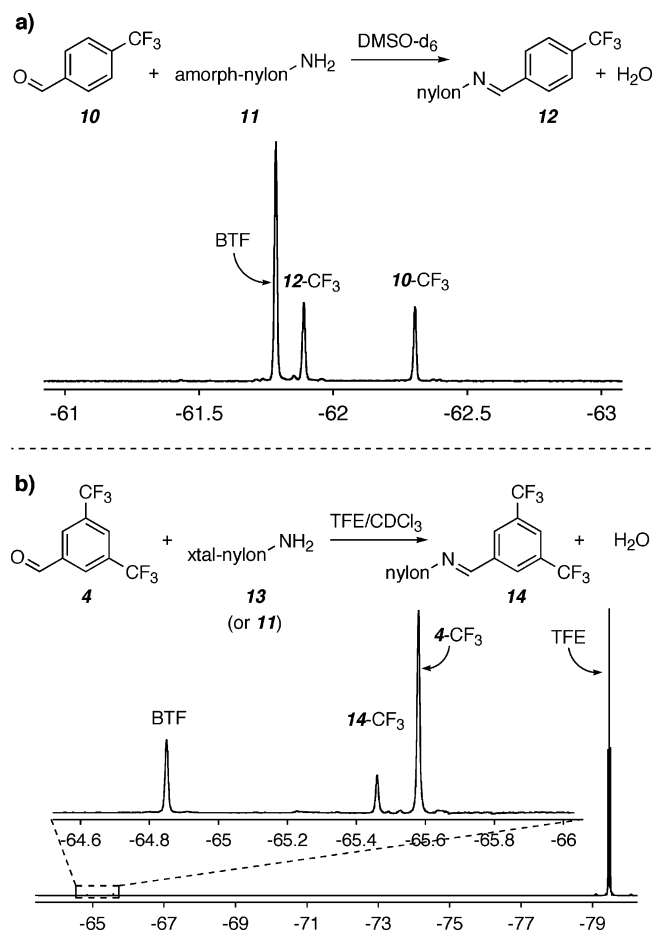 a)
CF3
O
10
+
amorph-nylon
NH2
11
DMSO-d6
nylon
N
CF3
12
+ H2O
BTF
12-CF3
10-CF3
-61
-61.5
-62
-62.5
-63
b)
CF3
O
CF3
4
+
xtal-nylon
NH2
13
(or 11)
TFE/CDCl3
nylon
N
CF3
CF3
14
+
H2O
4-CF3
TFE
BTF
14-CF3
-64.6
-64.8
-65
-65.2
-65.4
-65.6
-65.8
-66
-65
-67
-69
-71
-73
-75
-77
-79